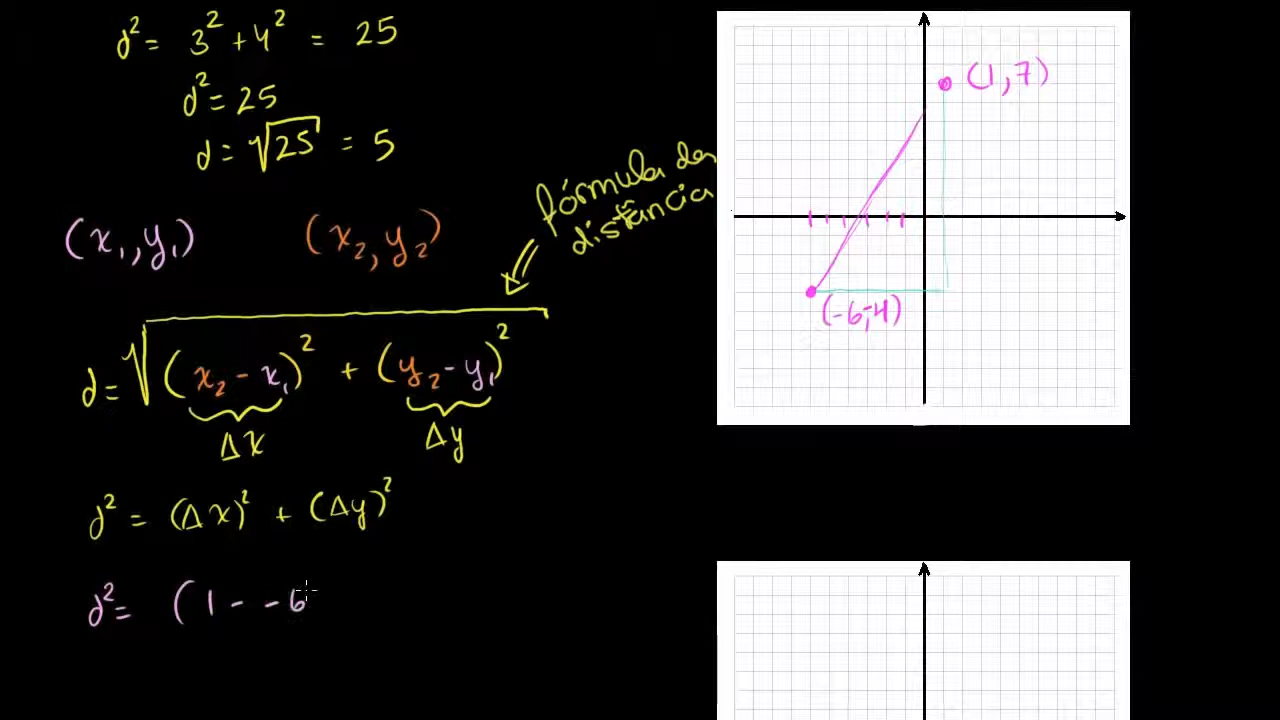 d² = 3² + 4² = 25
d² = 25
d = √25 = 5
fórmula da
distância
(x₁, y₁) (x₂, y₂)
d = √(x₂ - x₁)² + (y₂ - y₁)²
Δx Δy
d² = (Δx)² + (Δy)²
d² = (1 - -6
(1,7)
(-6,-4)